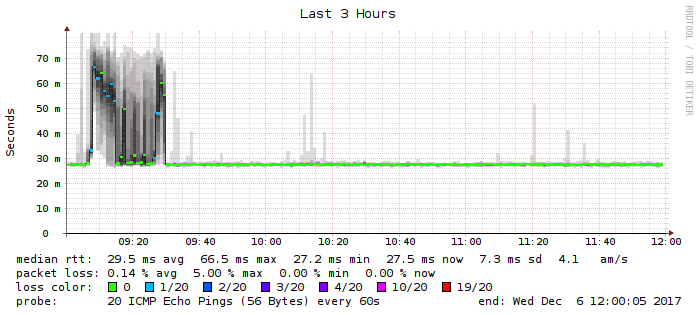 Last 3 Hours
RRDTOOL / TOBI OETIKER
Seconds
70 m
60 m
50 m
40 m
30 m
20 m
10 m
0
09:20 09:40 10:00 10:20 10:40 11:00 11:20 11:40 12:00
median rtt: 29.5 ms avg 66.5 ms max 27.2 ms min 27.5 ms now 7.3 ms sd 4.1 am/s
packet loss: 0.14 % avg 5.00 % max 0.00 % min 0.00 % now
loss color: 0 1/20 2/20 3/20 4/20 10/20 19/20
probe: 20 ICMP Echo Pings (56 Bytes) every 60s end: Wed Dec 6 12:00:05 2017